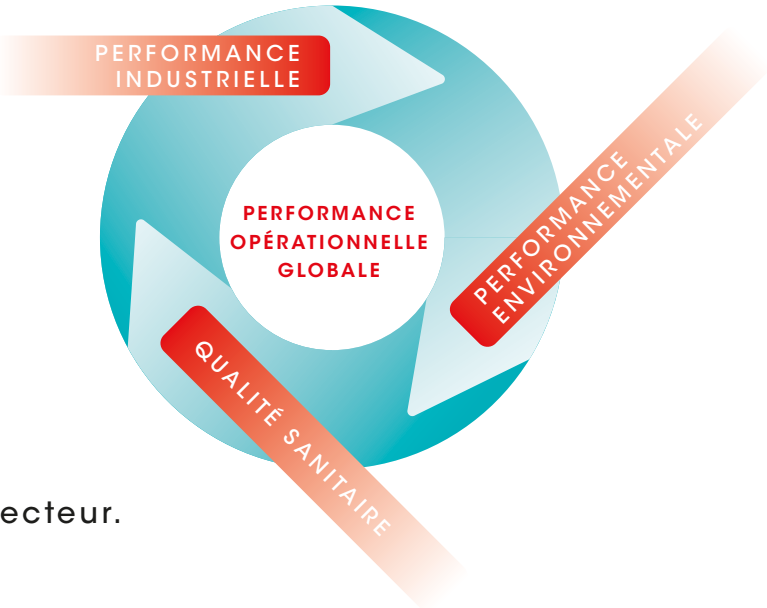 PERFORMANCE
INDUSTRIELLE
PERFORMANCE
ENVIRONNEMENTALE
PERFORMANCE
OPÉRATIONNELLE
GLOBALE
QUALITÉ SANITAIRE
ecteur.